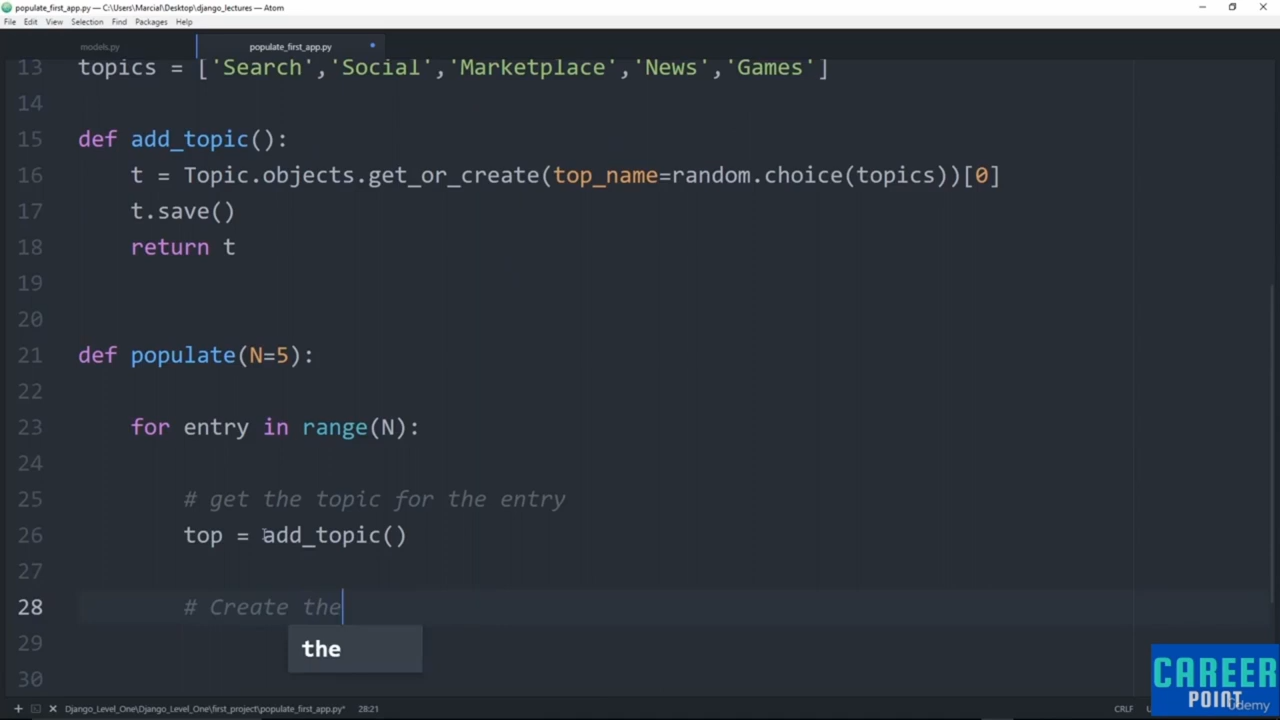 populate_first_app.py — C:\Users\Marcial\Desktop\django_lectures — Atom
File Edit View Selection Find Packages Help
models.py populate_first_app.py
13 topics = ['Search','Social','Marketplace','News','Games']
14
15 def add_topic():
16 t = Topic.objects.get_or_create(top_name=random.choice(topics))[0]
17 t.save()
18 return t
19
20
21 def populate(N=5):
22
23 for entry in range(N):
24
25 # get the topic for the entry
26 top = add_topic()
27
28 # Create the
29 the
30
CAREER
POINT
Udemy
Django_Level_One\Django_Level_One\first_project\populate_first_app.py* 28:21 CRLF